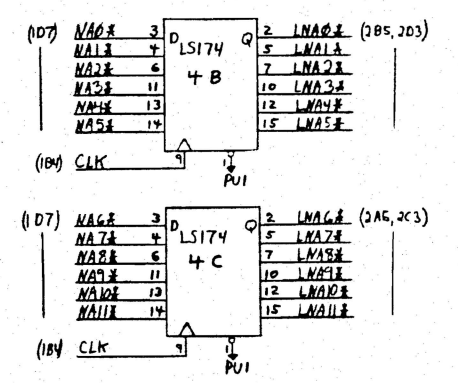 (1D7) NA0* 3 D Q 2 LNA0* (2B5, 2D3)
NA1* 4 LS174 5 LNA1*
NA2* 6 4B 7 LNA2*
NA3* 11 10 LNA3*
NA4* 13 12 LNA4*
NA5* 14 15 LNA5*
(1B4) CLK 9 1
PU1
(1D7) NA6* 3 D Q 2 LNA6* (2A5, 2C3)
NA7* 4 LS174 5 LNA7*
NA8* 6 4C 7 LNA8*
NA9* 11 10 LNA9*
NA10* 13 12 LNA10*
NA11* 14 15 LNA11*
(1B4 CLK 9 1
PU1